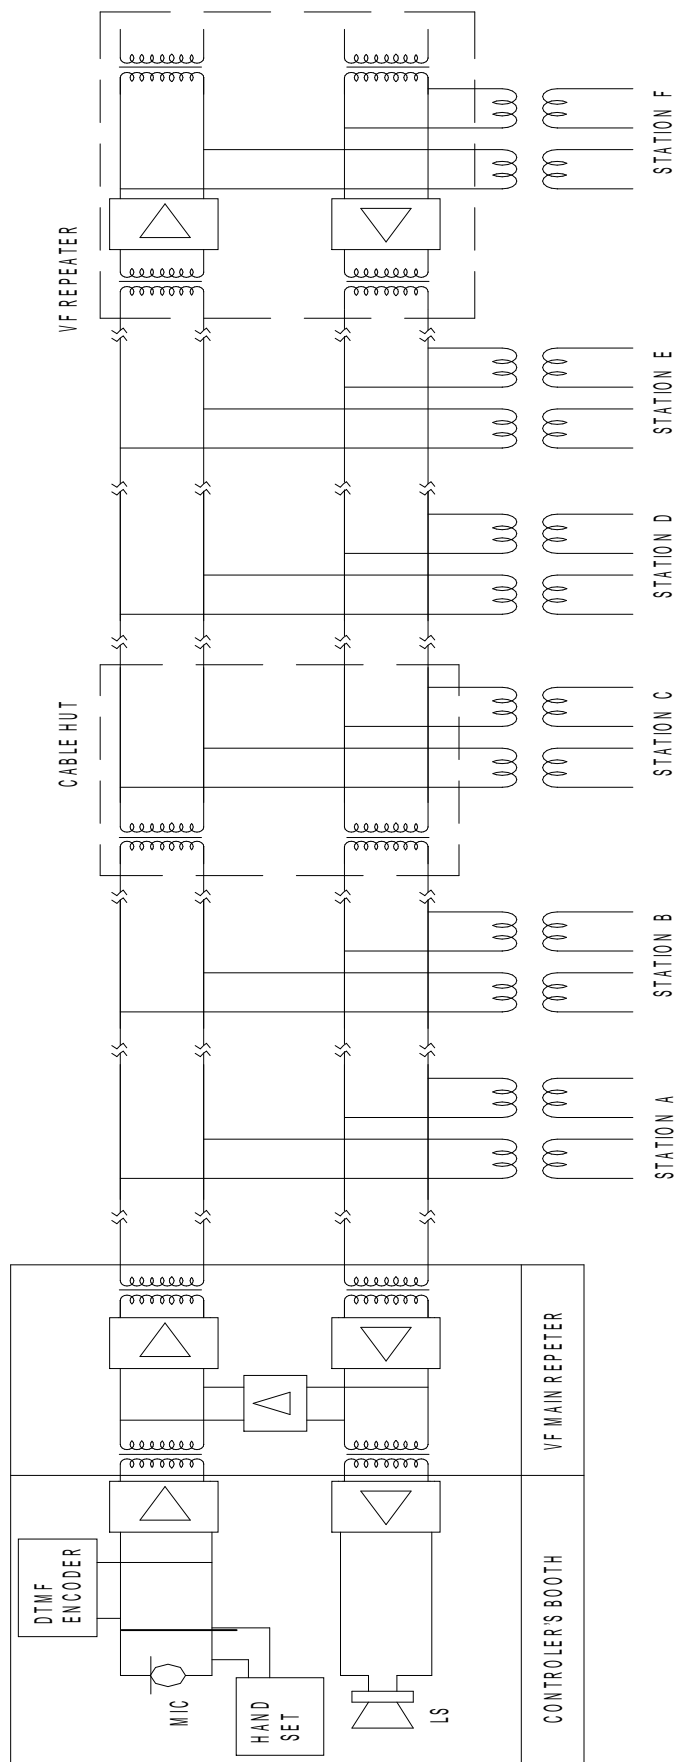 VF REPEATER
CABLE HUT
STATION F
STATION E
STATION D
STATION C
STATION B
STATION A
VF MAIN REPETER
CONTROLER'S BOOTH
DTMF
ENCODER
MIC
HAND
SET
LS